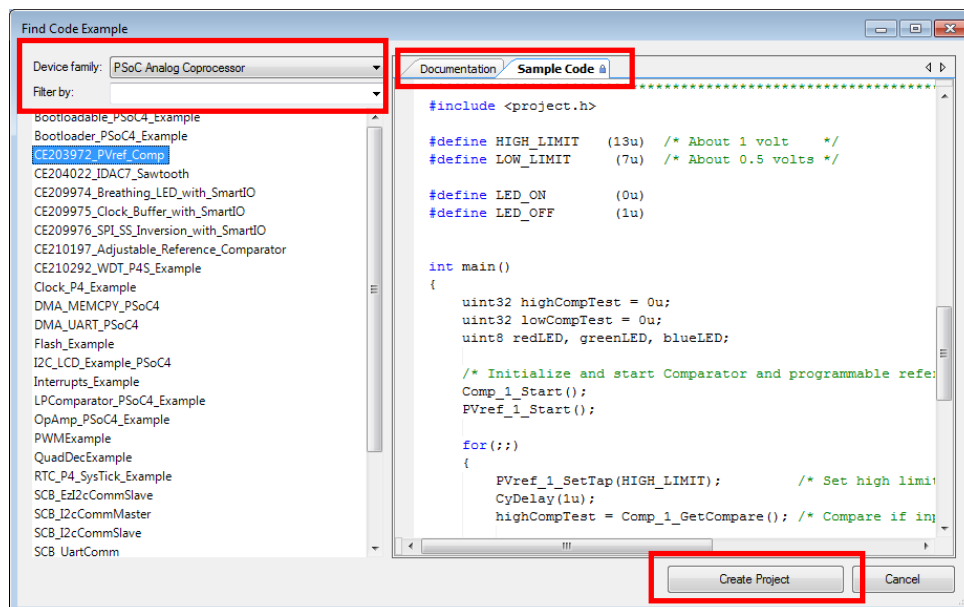 Find Code Example
Device family: PSoC Analog Coprocessor
Filter by:
Bootloadable_PSoC4_Example
Bootloader_PSoC4_Example
CE203972_PVref_Comp
CE204022_IDAC7_Sawtooth
CE209974_Breathing_LED_with_SmartIO
CE209975_Clock_Buffer_with_SmartIO
CE209976_SPI_SS_Inversion_with_SmartIO
CE210197_Adjustable_Reference_Comparator
CE210292_WDT_P4S_Example
Clock_P4_Example
DMA_MEMCPY_PSoC4
DMA_UART_PSoC4
Flash_Example
I2C_LCD_Example_PSoC4
Interrupts_Example
LPComparator_PSoC4_Example
OpAmp_PSoC4_Example
PWMExample
QuadDecExample
RTC_P4_SysTick_Example
SCB_EzI2cCommSlave
SCB_I2cCommMaster
SCB_I2cCommSlave
SCB_UartComm
Documentation Sample Code
#include <project.h>
#define HIGH_LIMIT (13u) /* About 1 volt */
#define LOW_LIMIT (7u) /* About 0.5 volts */
#define LED_ON (0u)
#define LED_OFF (1u)
int main()
{
uint32 highCompTest = 0u;
uint32 lowCompTest = 0u;
uint8 redLED, greenLED, blueLED;
/* Initialize and start Comparator and programmable refe
Comp_1_Start();
PVref_1_Start();
for(;;)
{
PVref_1_SetTap(HIGH_LIMIT); /* Set high limit
CyDelay(1u);
highCompTest = Comp_1_GetCompare(); /* Compare if inp
Create Project Cancel